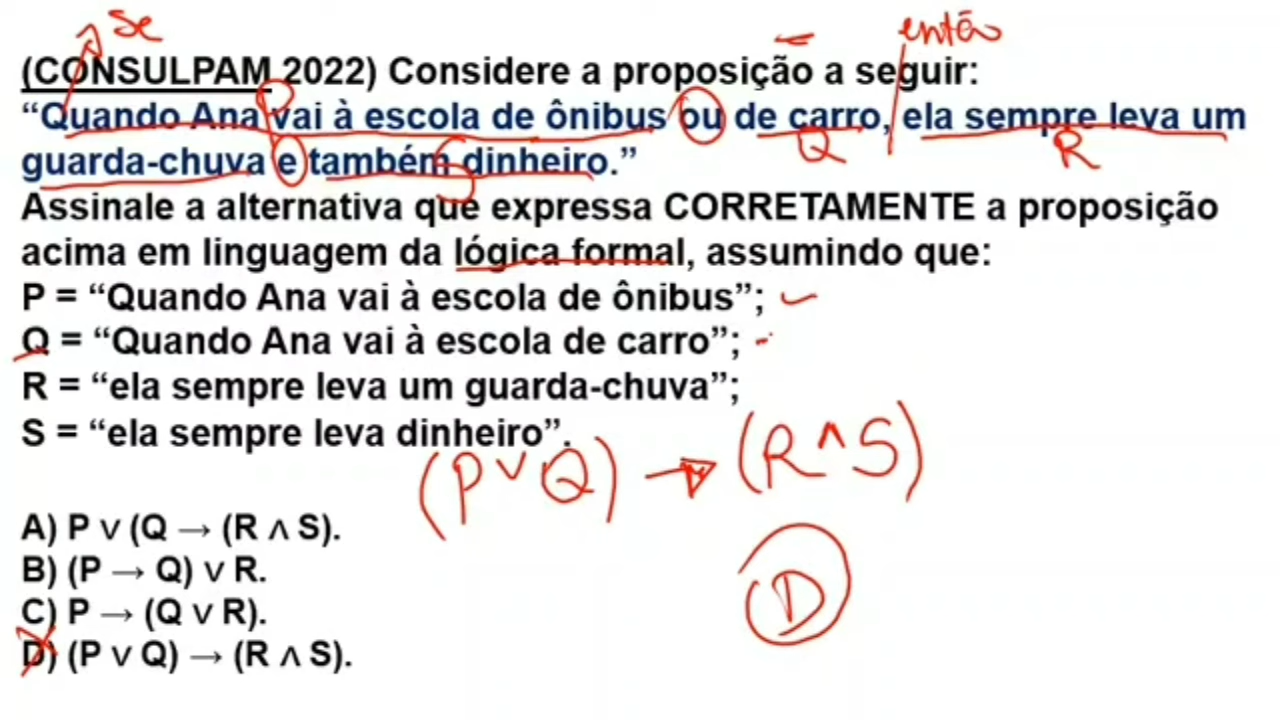 Se então
(CONSULPAM 2022) Considere a proposição a seguir:
“Quando Ana vai à escola de ônibus ou de carro, ela sempre leva um
P Q R
guarda-chuva e também dinheiro.”
S
Assinale a alternativa que expressa CORRETAMENTE a proposição
acima em linguagem da lógica formal, assumindo que:
P = “Quando Ana vai à escola de ônibus”;
Q = “Quando Ana vai à escola de carro”;
R = “ela sempre leva um guarda-chuva”;
S = “ela sempre leva dinheiro”.
(P ∨ Q) → (R ∧ S)
A) P ∨ (Q → (R ∧ S).
B) (P → Q) ∨ R.
C) P → (Q ∨ R).
D) (P ∨ Q) → (R ∧ S).
D